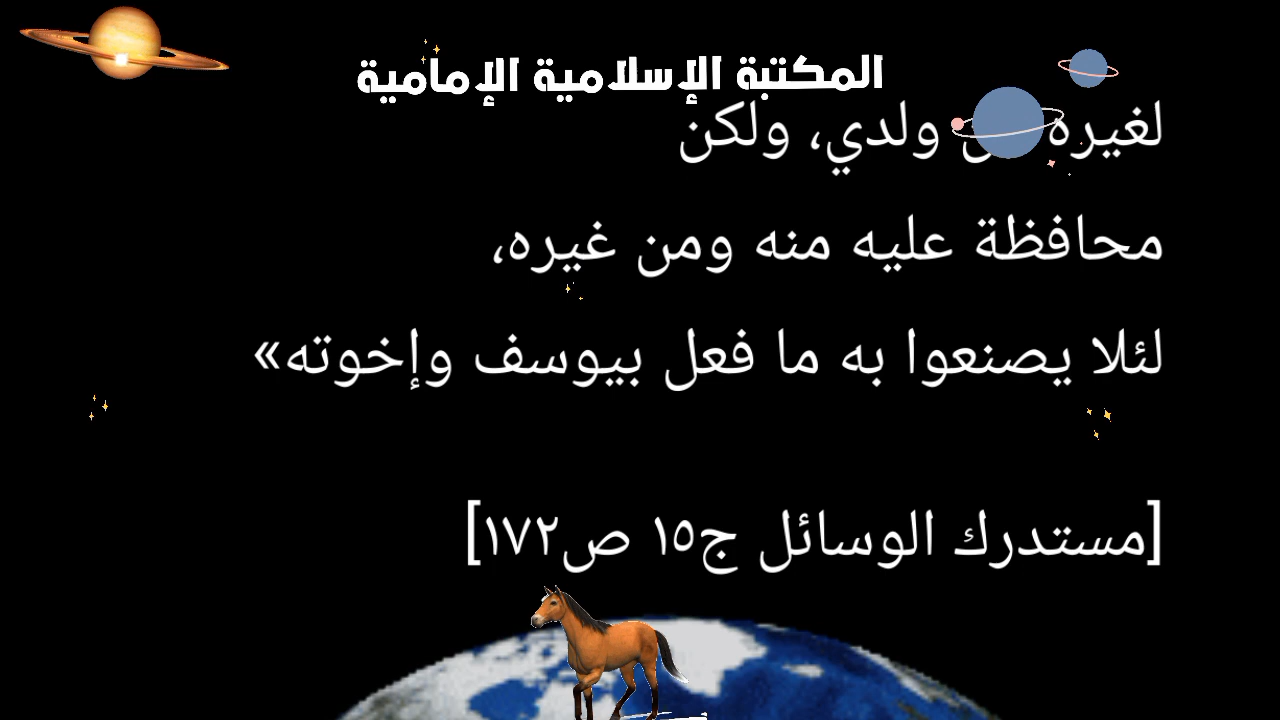 المكتبة الإسلامية الإمامية
لغيره ولدي، ولكن
محافظة عليه منه ومن غيره،
لئلا يصنعوا به ما فعل بيوسف وإخوته»
[مستدرك الوسائل ج١٥ ص١٧٢]